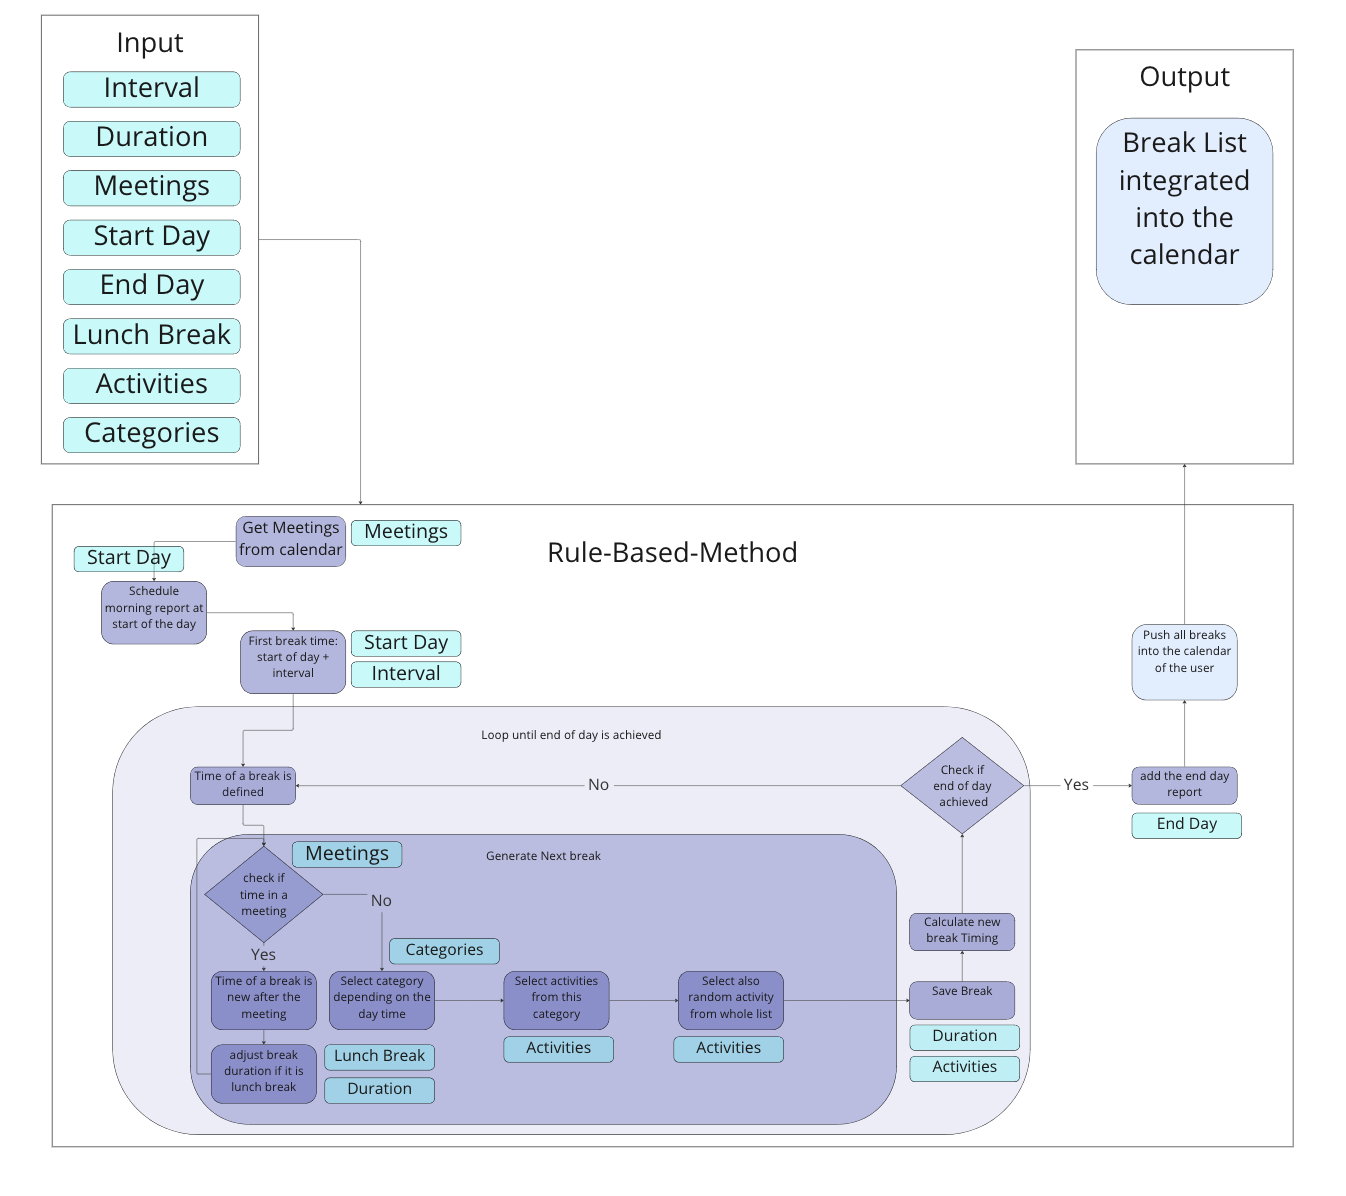 Input
Interval
Duration
Meetings
Start Day
End Day
Lunch Break
Activities
Categories
Output
Break List
integrated
into the
calendar
Rule-Based-Method
Get Meetings
from calendar
Meetings
Start Day
Schedule
morning report at
start of the day
First break time:
start of day +
interval
Start Day
Interval
Loop until end of day is achieved
Time of a break is
defined
No
Check if
end of day
achieved
Yes
add the end day
report
End Day
Push all breaks
into the calendar
of the user
Generate Next break
Meetings
check if
time in a
meeting
No
Yes
Categories
Time of a break is
new after the
meeting
Select category
depending on the
day time
Select activities
from this
category
Select also
random activity
from whole list
Activities
Activities
adjust break
duration if it is
lunch break
Lunch Break
Duration
Calculate new
break Timing
Save Break
Duration
Activities